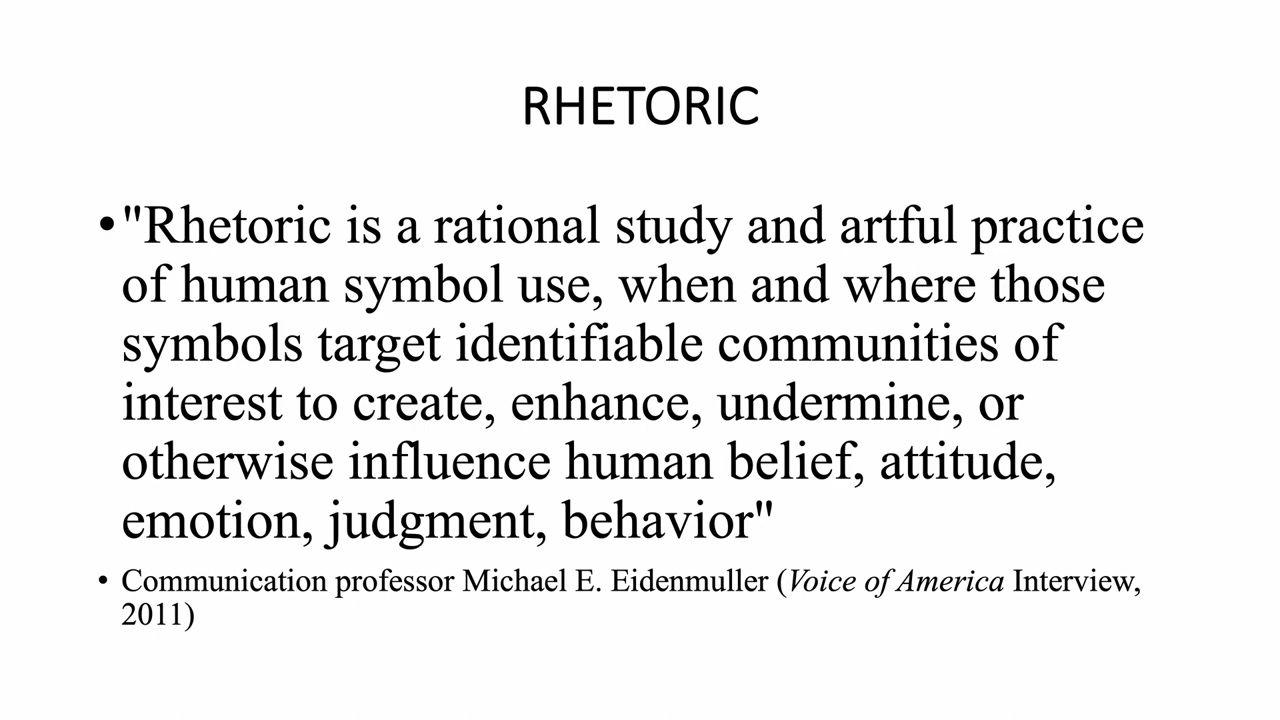 RHETORIC
•"Rhetoric is a rational study and artful practice
of human symbol use, when and where those
symbols target identifiable communities of
interest to create, enhance, undermine, or
otherwise influence human belief, attitude,
emotion, judgment, behavior"
• Communication professor Michael E. Eidenmuller (Voice of America Interview,
2011)